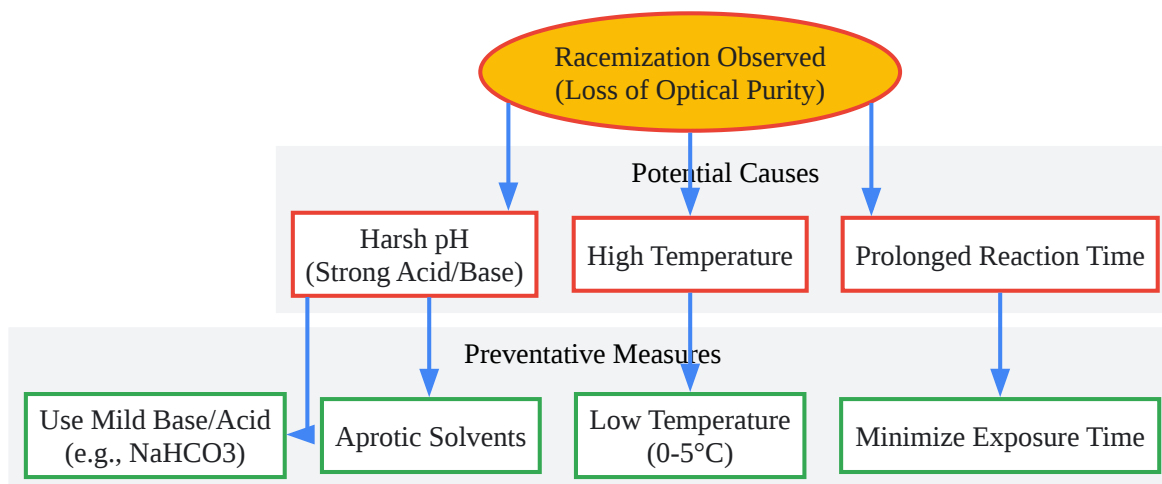 Racemization Observed
(Loss of Optical Purity)
Potential Causes
Harsh pH
(Strong Acid/Base)
High Temperature
Prolonged Reaction Time
Preventative Measures
Use Mild Base/Acid
(e.g., NaHCO3)
Aprotic Solvents
Low Temperature
(0-5°C)
Minimize Exposure Time